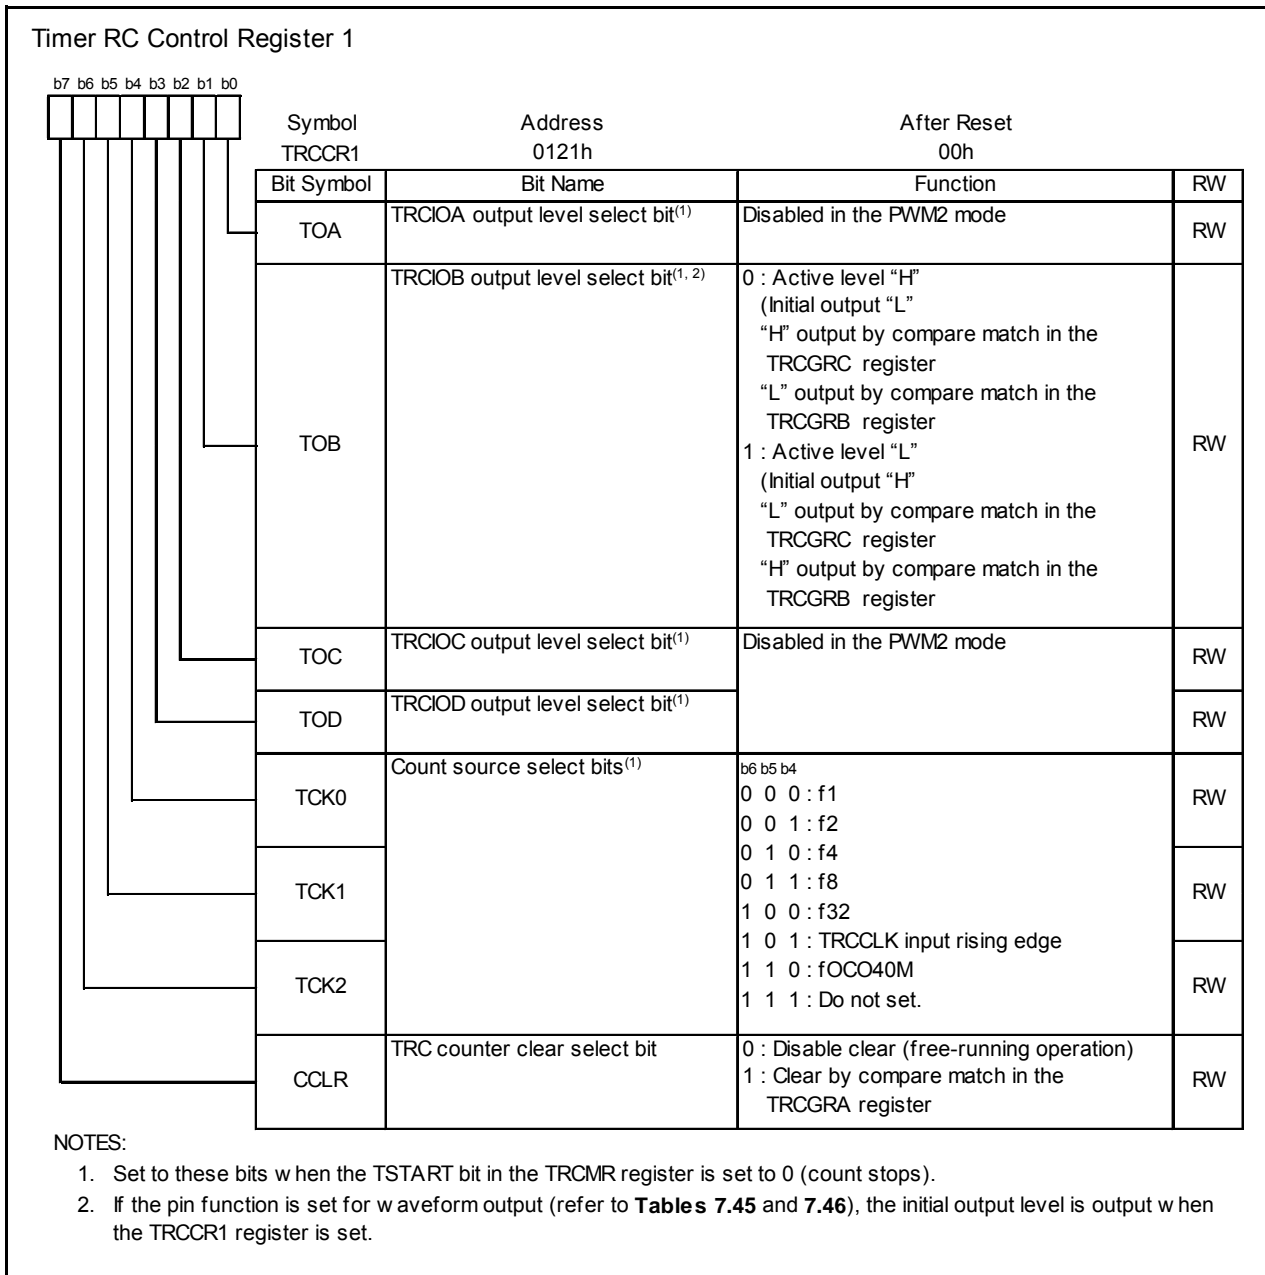 Timer RC Control Register 1
b7 b6 b5 b4 b3 b2 b1 b0
Symbol Address After Reset
TRCCR1 0121h 00h
Bit Symbol Bit Name Function RW
TOA TRCIOA output level select bit(1) Disabled in the PWM2 mode RW
TOB TRCIOB output level select bit(1, 2) 0 : Active level “H”
(Initial output “L”
“H” output by compare match in the
TRCGRC register
“L” output by compare match in the
TRCGRB register
1 : Active level “L”
(Initial output “H”
“L” output by compare match in the
TRCGRC register
“H” output by compare match in the
TRCGRB register
RW
TOC TRCIOC output level select bit(1) Disabled in the PWM2 mode RW
TOD TRCIOD output level select bit(1) RW
TCK0 Count source select bits(1) b6 b5 b4
0 0 0 : f1
RW
0 0 1 : f2
0 1 0 : f4
TCK1 0 1 1 : f8 RW
1 0 0 : f32
1 0 1 : TRCCLK input rising edge
TCK2 1 1 0 : fOCO40M RW
1 1 1 : Do not set.
CCLR TRC counter clear select bit 0 : Disable clear (free-running operation)
1 : Clear by compare match in the
TRCGRA register
RW
NOTES:
1. Set to these bits when the TSTART bit in the TRCMR register is set to 0 (count stops).
2. If the pin function is set for waveform output (refer to Tables 7.45 and 7.46), the initial output level is output when
the TRCCR1 register is set.